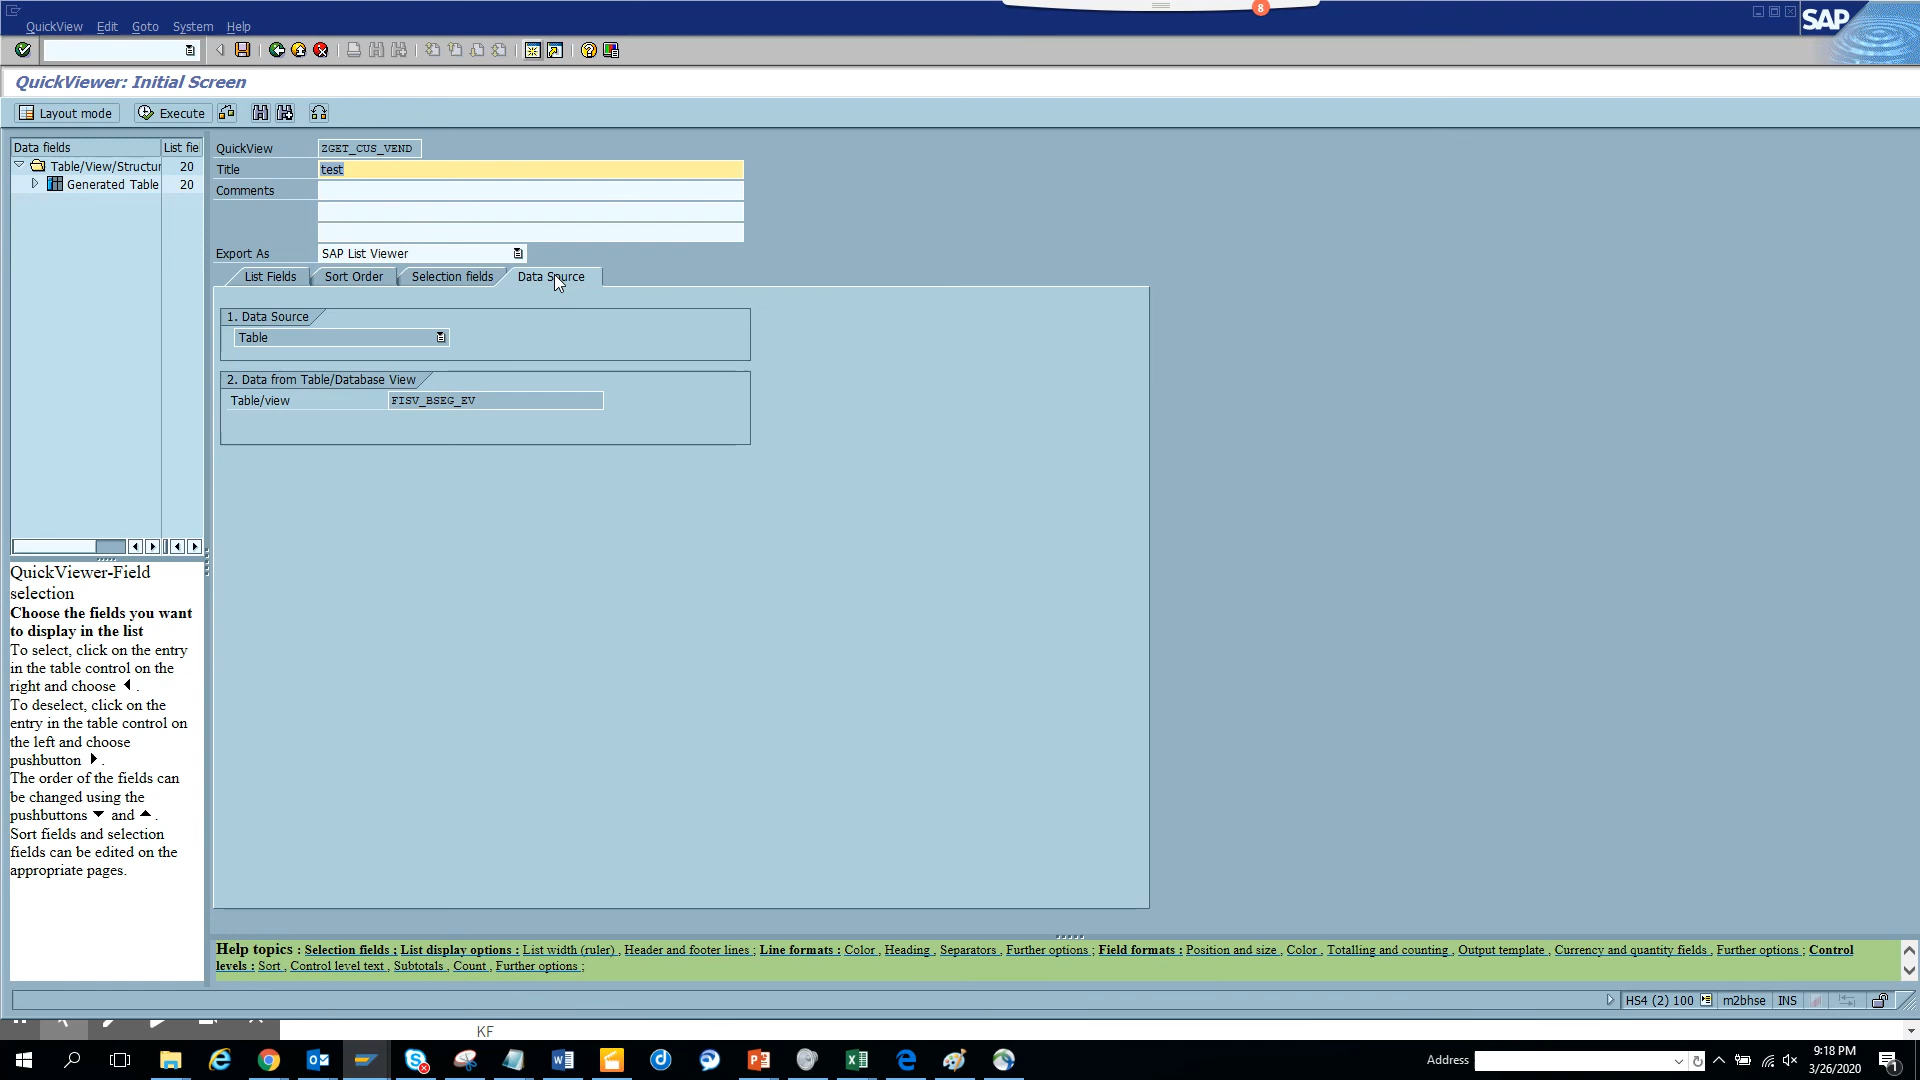 8
QuickView Edit Goto System Help
SAP
QuickViewer: Initial Screen
Layout mode Execute
Data fields List fie
Table/View/Structur 20
Generated Table 20
QuickView ZGET_CUS_VEND
Title test
Comments
Export As SAP List Viewer
List Fields Sort Order Selection fields Data Source
1. Data Source
Table
2. Data from Table/Database View
Table/view FISV_BSEG_EV
QuickViewer-Field
selection
Choose the fields you want
to display in the list
To select, click on the entry
in the table control on the
right and choose .
To deselect, click on the
entry in the table control on
the left and choose
pushbutton .
The order of the fields can
be changed using the
pushbuttons and .
Sort fields and selection
fields can be edited on the
appropriate pages.
Help topics : Selection fields ; List display options : List width (ruler) , Header and footer lines ; Line formats : Color , Heading , Separators , Further options ; Field formats : Position and size , Color , Totalling and counting , Output template , Currency and quantity fields , Further options ; Control
levels : Sort , Control level text , Subtotals , Count , Further options ;
HS4 (2) 100 m2bhse INS
KF
Address
9:18 PM
3/26/2020
1